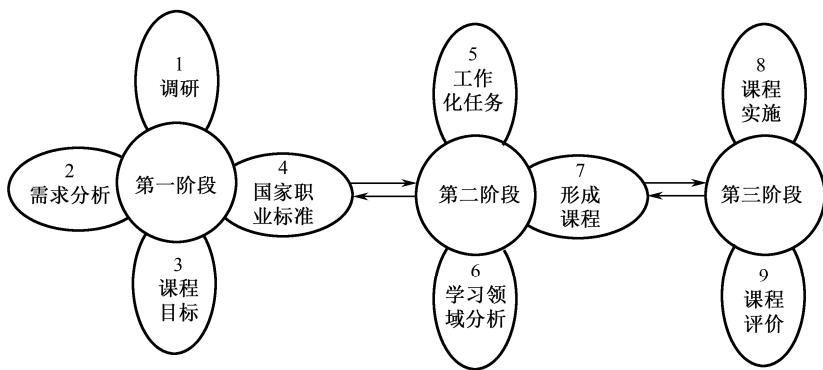 1
调研
2
需求分析
第一阶段
3
课程
目标
4
国家职
业标准
5
工作
化任务
第二阶段
6
学习领
域分析
7
形成
课程
8
课程
实施
第三阶段
9
课程
评价